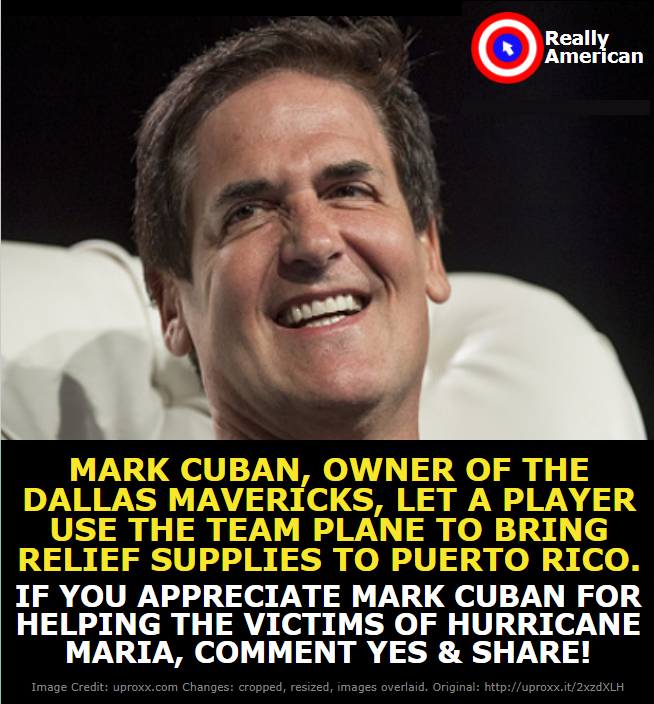 Really
American
MARK CUBAN, OWNER OF THE
DALLAS MAVERICKS, LET A PLAYER
USE THE TEAM PLANE TO BRING
RELIEF SUPPLIES TO PUERTO RICO.
IF YOU APPRECIATE MARK CUBAN FOR
HELPING THE VICTIMS OF HURRICANE
MARIA, COMMENT YES & SHARE!
Image Credit: uproxx.com Changes: cropped, resized, images overlaid. Original: http://uproxx.it/2xzdXLH